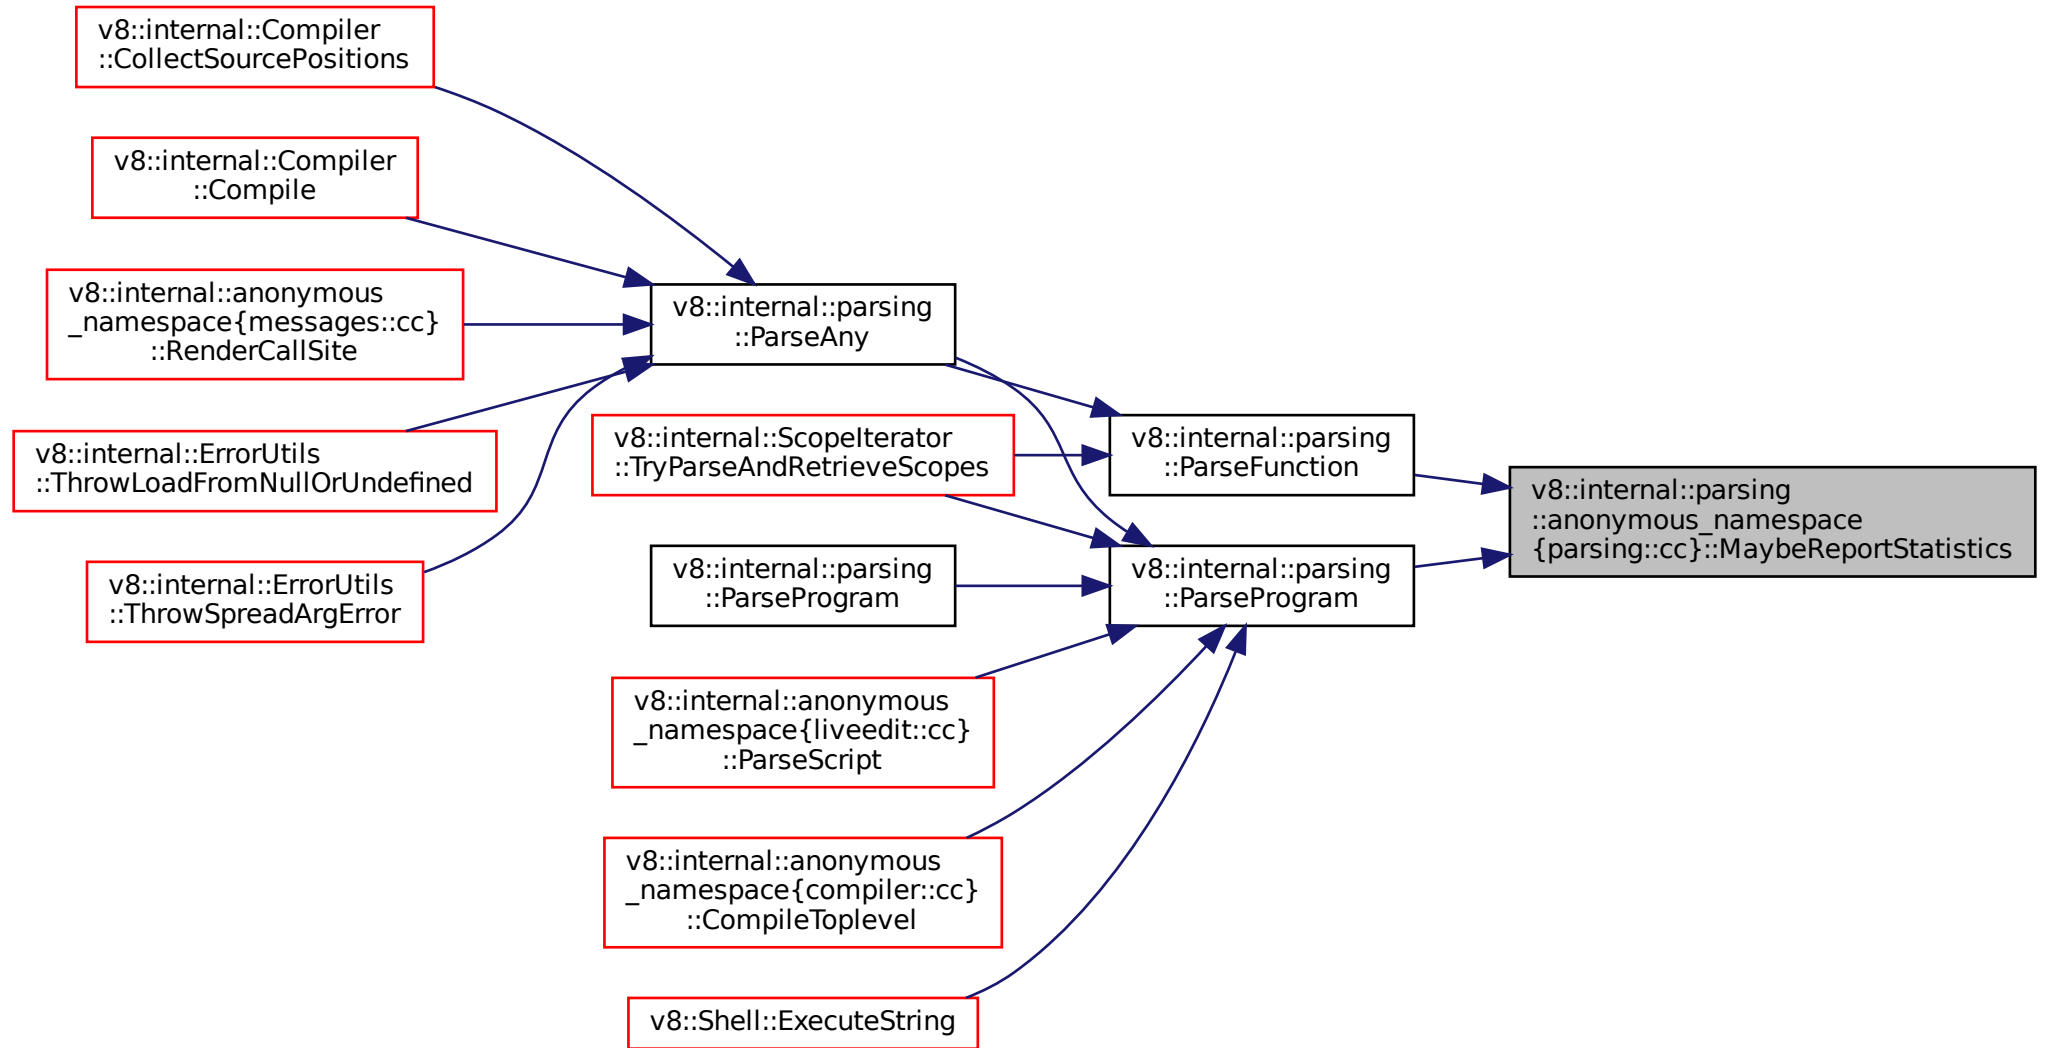 v8::internal::Compiler
::CollectSourcePositions
v8::internal::Compiler
::Compile
v8::internal::anonymous
_namespace{messages::cc}
::RenderCallSite
v8::internal::ErrorUtils
::ThrowLoadFromNullOrUndefined
v8::internal::ErrorUtils
::ThrowSpreadArgError
v8::internal::parsing
::ParseAny
v8::internal::ScopeIterator
::TryParseAndRetrieveScopes
v8::internal::parsing
::ParseProgram
v8::internal::anonymous
_namespace{liveedit::cc}
::ParseScript
v8::internal::anonymous
_namespace{compiler::cc}
::CompileToplevel
v8::Shell::ExecuteString
v8::internal::parsing
::ParseFunction
v8::internal::parsing
::ParseProgram
v8::internal::parsing
::anonymous_namespace
{parsing::cc}::MaybeReportStatistics